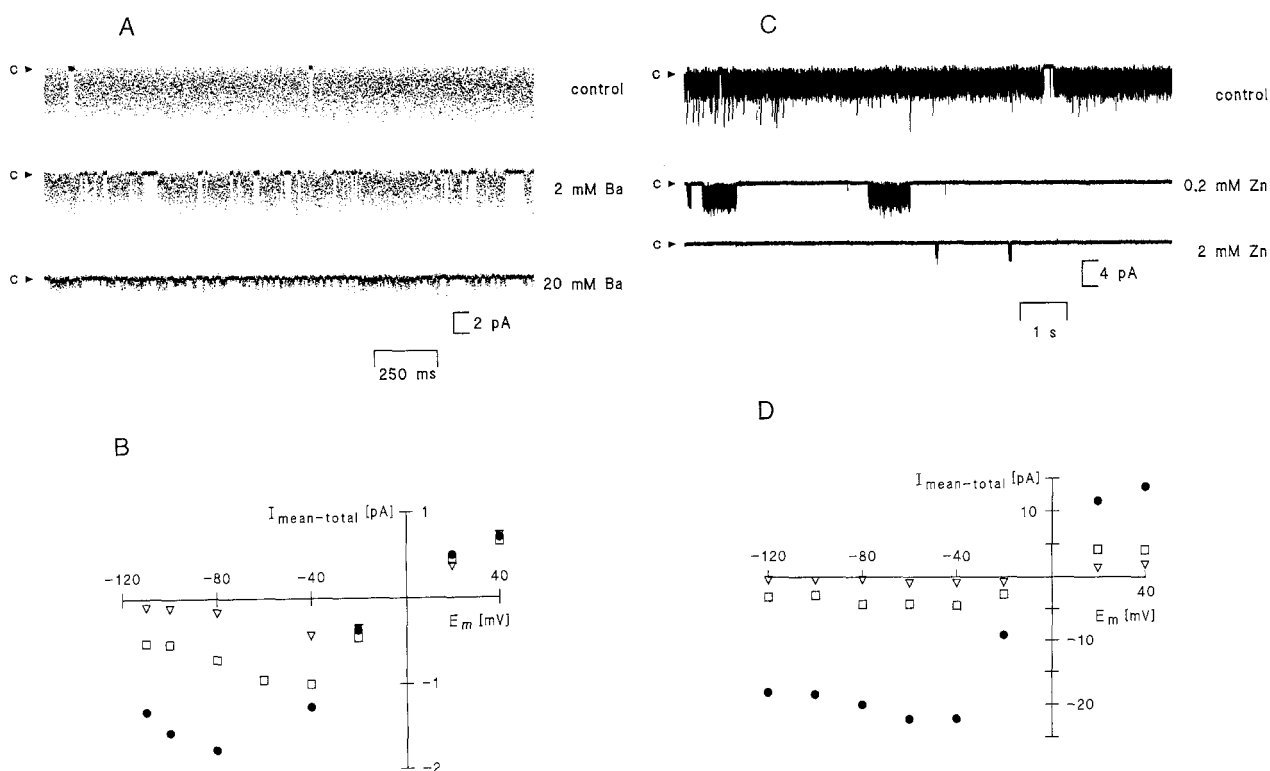 A
c ▸
control
c ▸
2 mM Ba
c ▸
20 mM Ba
2 pA
250 ms
B
I mean-total [pA]
1
-120
-80
-40
40
E m [mV]
-1
-2
C
c ▸
control
c ▸
0.2 mM Zn
c ▸
2 mM Zn
4 pA
1 s
D
I mean-total [pA]
10
-120
-80
-40
40
E m [mV]
-10
-20